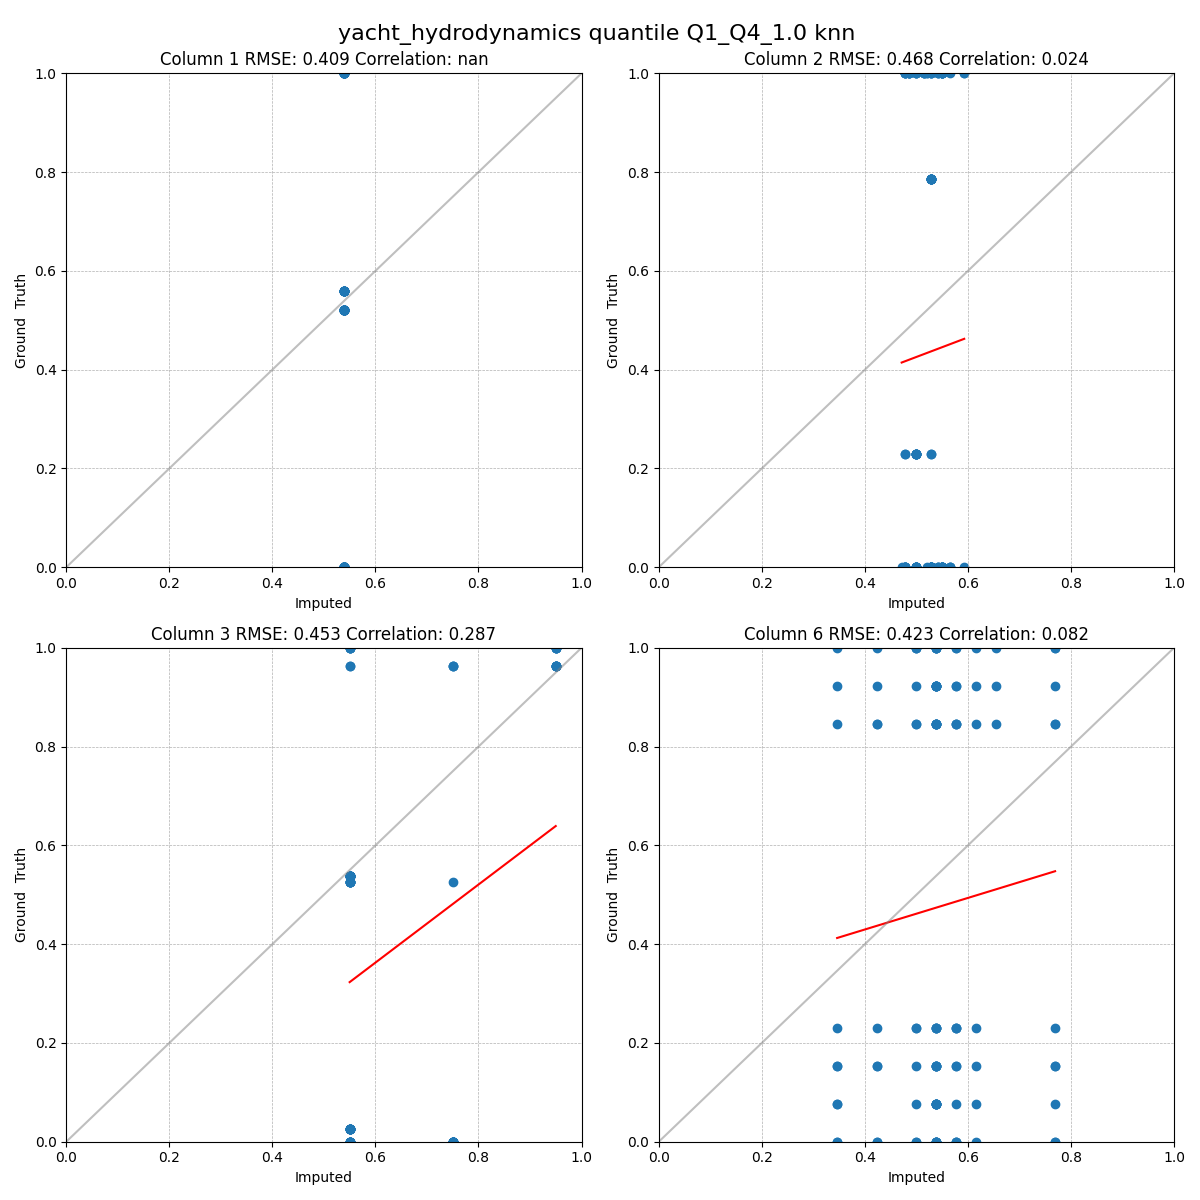 yacht_hydrodynamics quantile Q1_Q4_1.0 knn
Column 1 RMSE: 0.409 Correlation: nan
1.0
0.8
0.6
0.4
0.2
0.0
Ground Truth
0.0 0.2 0.4 0.6 0.8 1.0
Imputed
Column 2 RMSE: 0.468 Correlation: 0.024
1.0
0.8
0.6
0.4
0.2
0.0
Ground Truth
0.0 0.2 0.4 0.6 0.8 1.0
Imputed
Column 3 RMSE: 0.453 Correlation: 0.287
1.0
0.8
0.6
0.4
0.2
0.0
Ground Truth
0.0 0.2 0.4 0.6 0.8 1.0
Imputed
Column 6 RMSE: 0.423 Correlation: 0.082
1.0
0.8
0.6
0.4
0.2
0.0
Ground Truth
0.0 0.2 0.4 0.6 0.8 1.0
Imputed